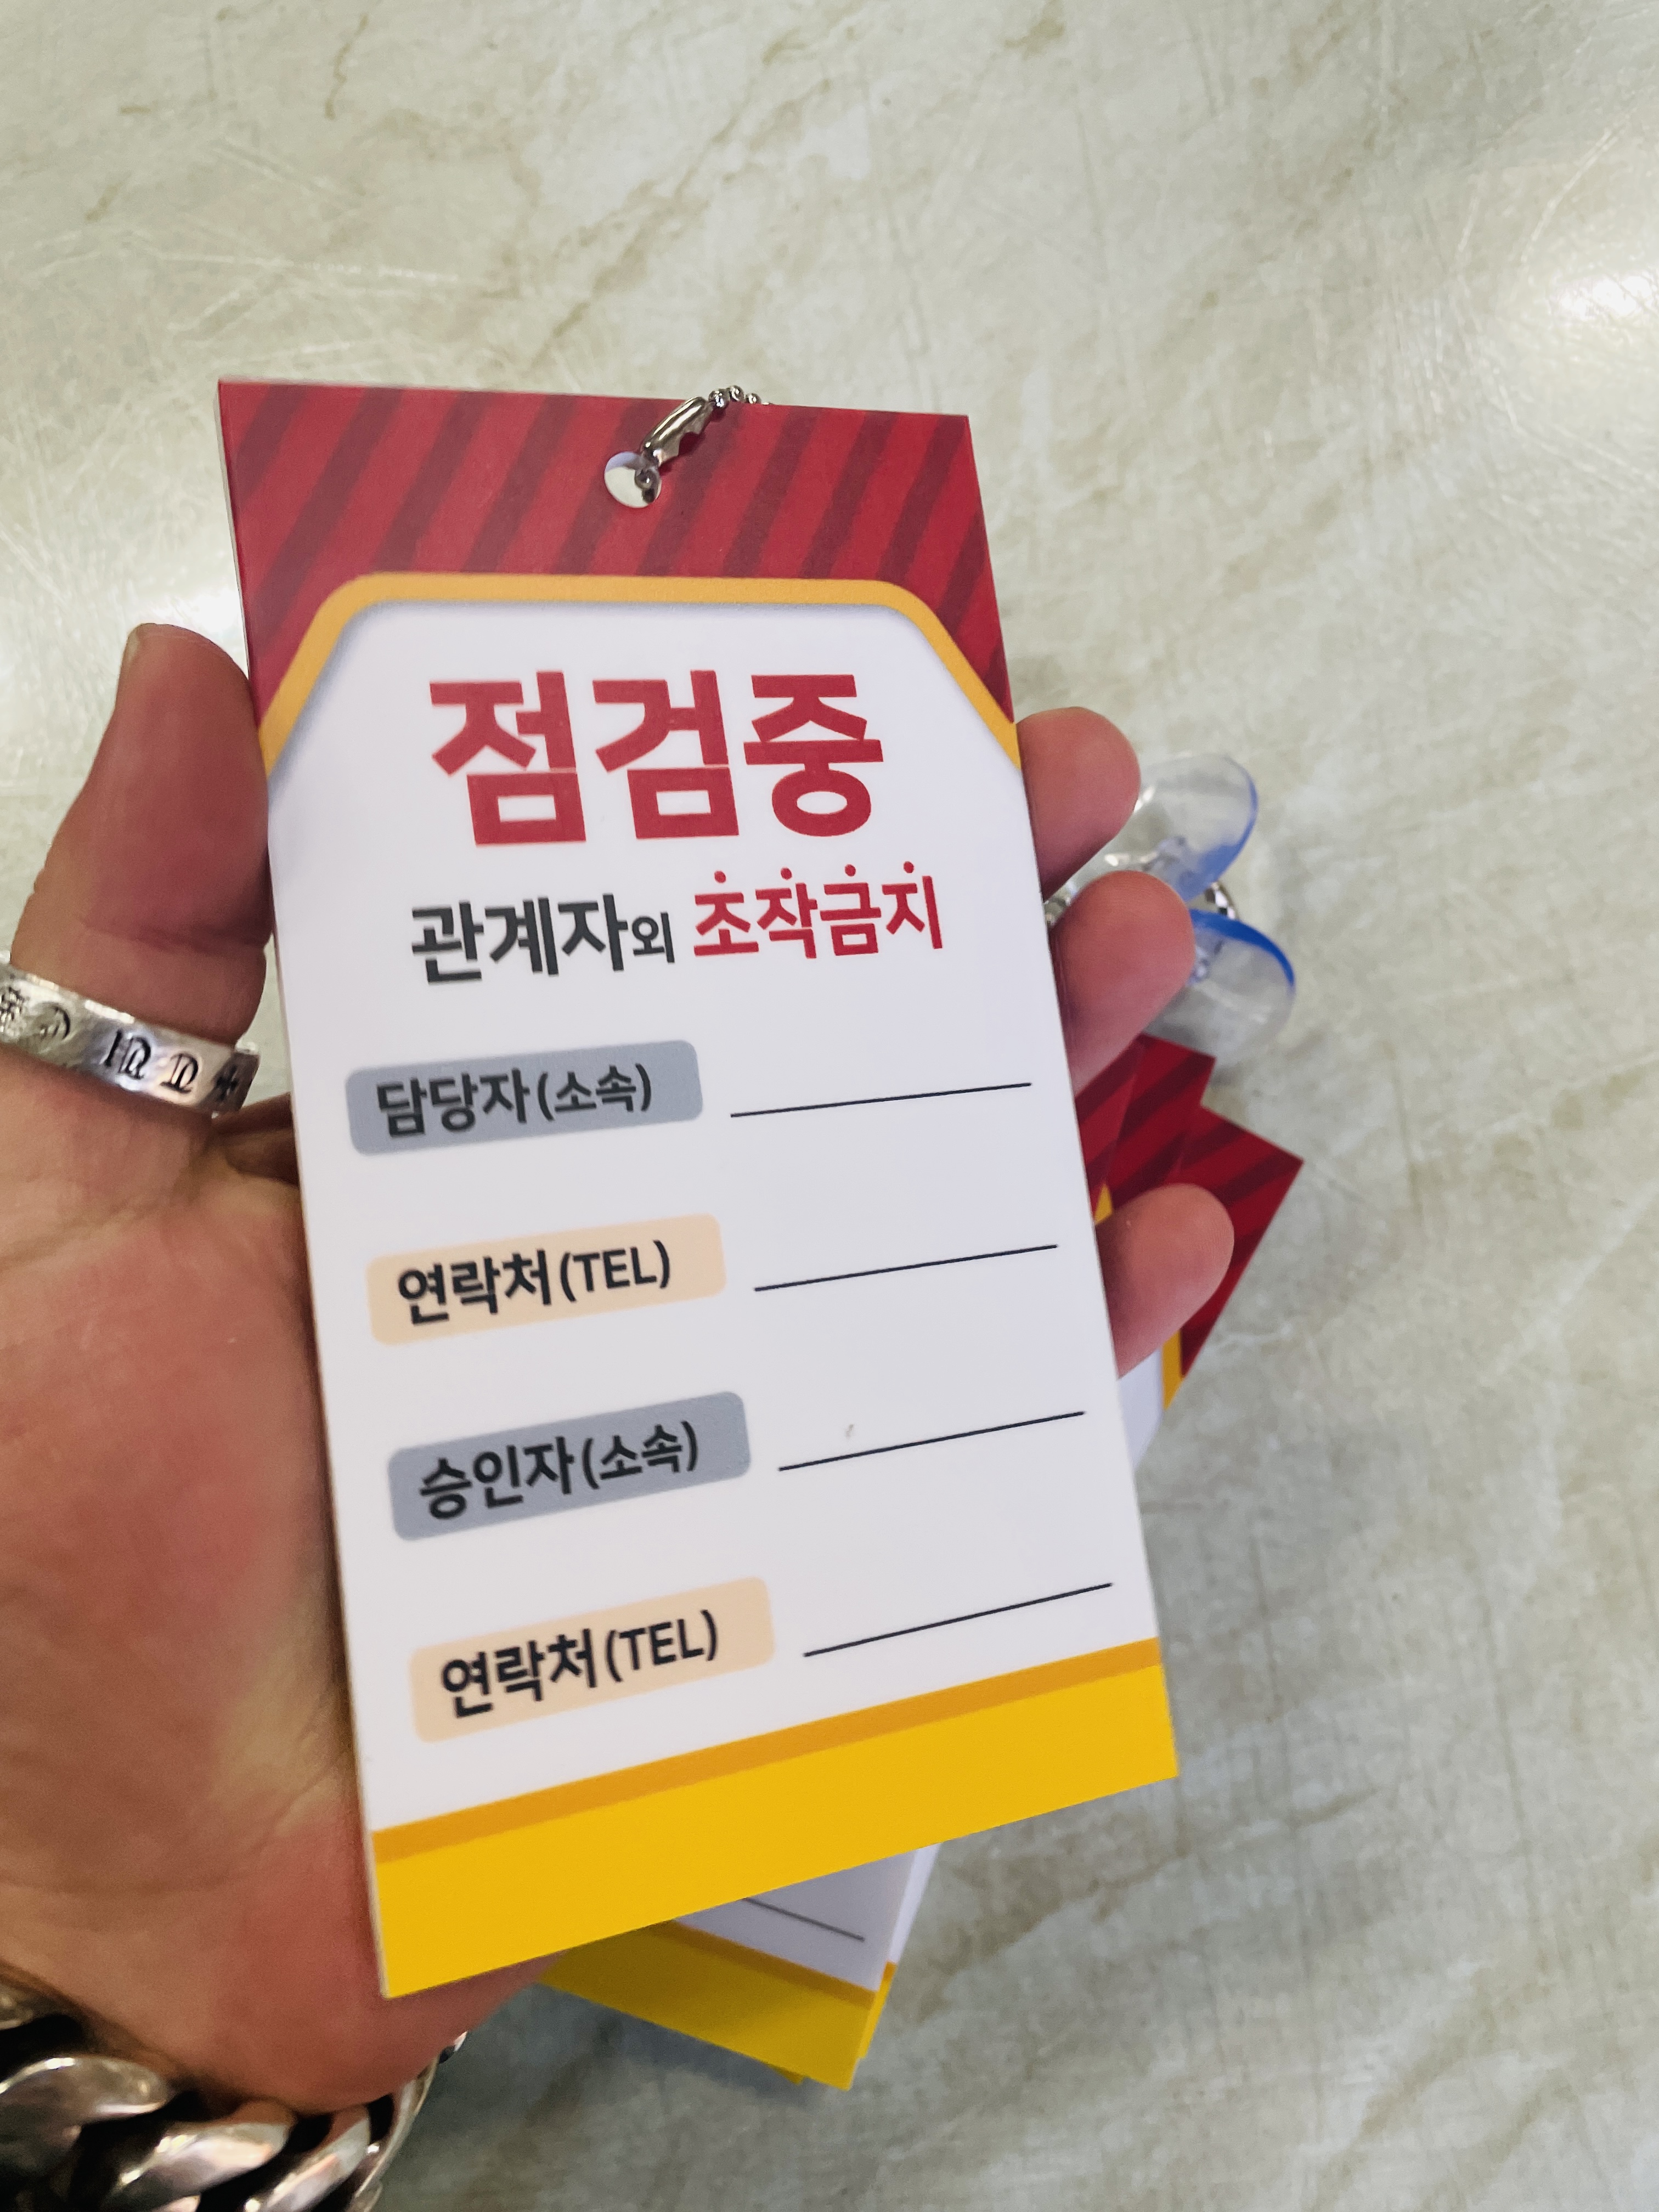 점검중
관계자외 조작금지
담당자(소속)
연락처(TEL)
승인자(소속)
연락처(TEL)